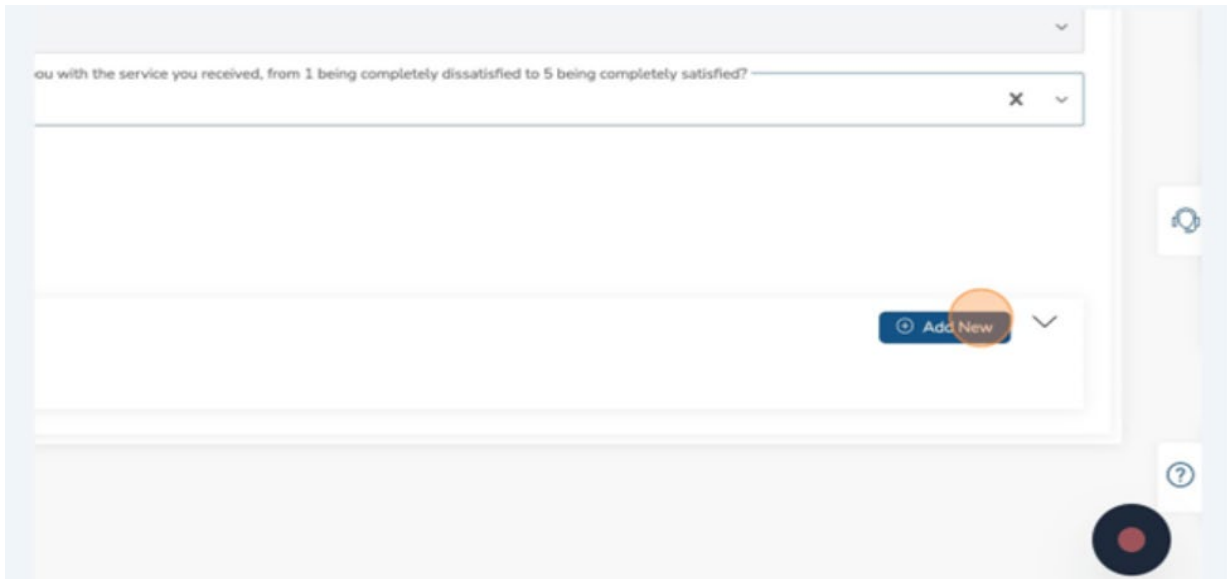 ou with the service you received, from 1 being completely dissatisfied to 5 being completely satisfied?
Add New